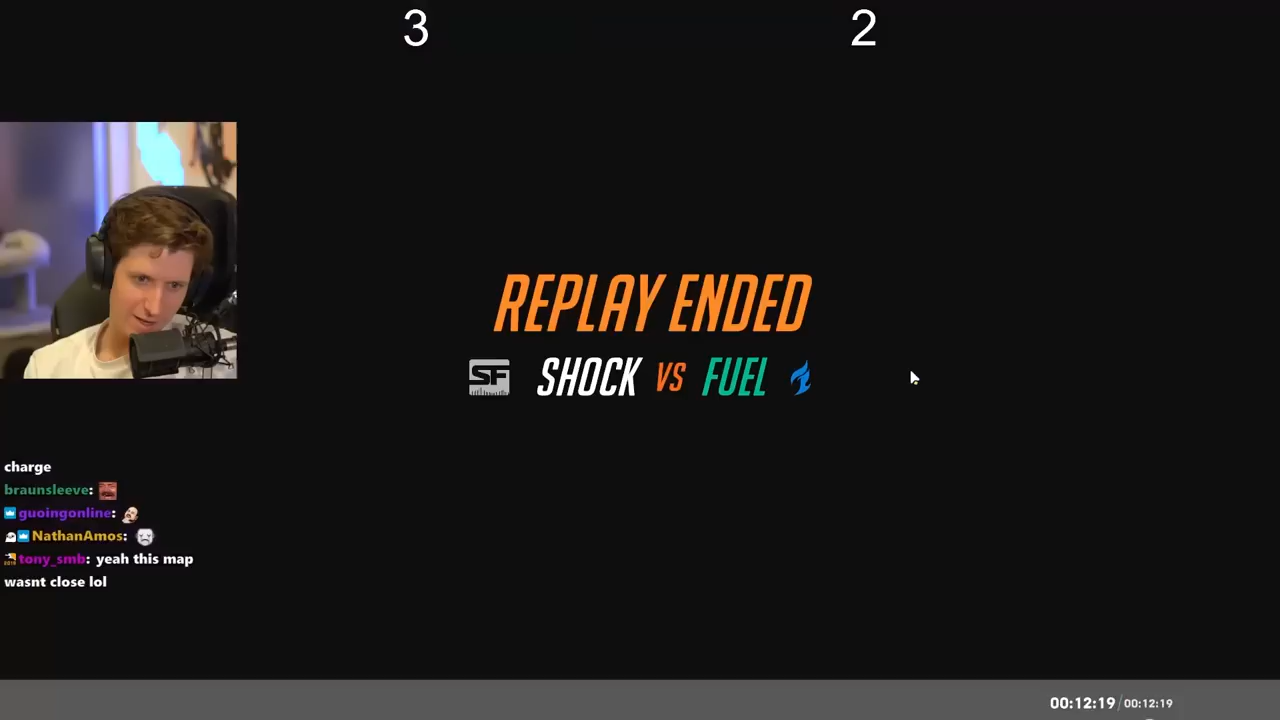 3 2
REPLAY ENDED
SF SHOCK VS FUEL
charge
braunsleeve:
guoingonline:
NathanAmos:
tony_smb: yeah this map
wasnt close lol
00:12:19/00:12:19